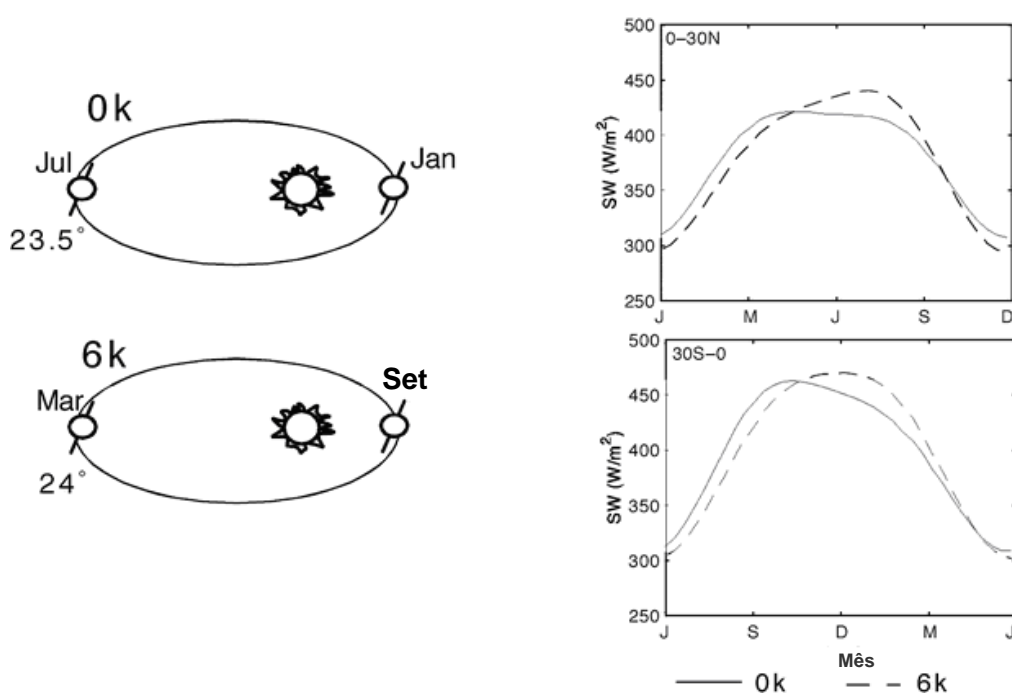 0k
Jul
Jan
23.5°
6k
Mar
Set
24°
0–30N
500
450
400
350
300
250
SW (W/m²)
J M J S D
30S–0
500
450
400
350
300
250
SW (W/m²)
J S D M J
Mês
0k 6k